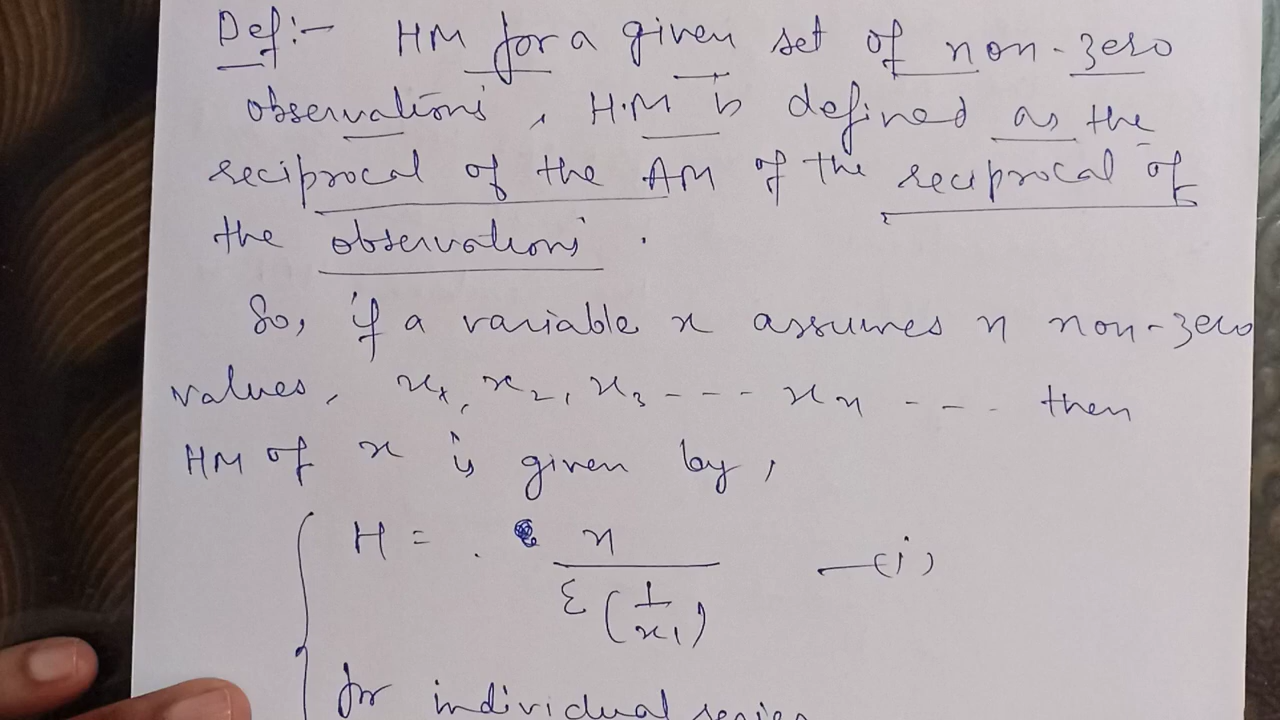 Def:- HM for a given set of non-zero
observations, H.M is defined as the
reciprocal of the AM of the reciprocal of
the observations.
So, if a variable x assumes n non-zero
values, x₁, x₂, x₃ --- xn --- then
HM of x is given by,
H = n / Σ(1/x₁) —(i)
for individual series